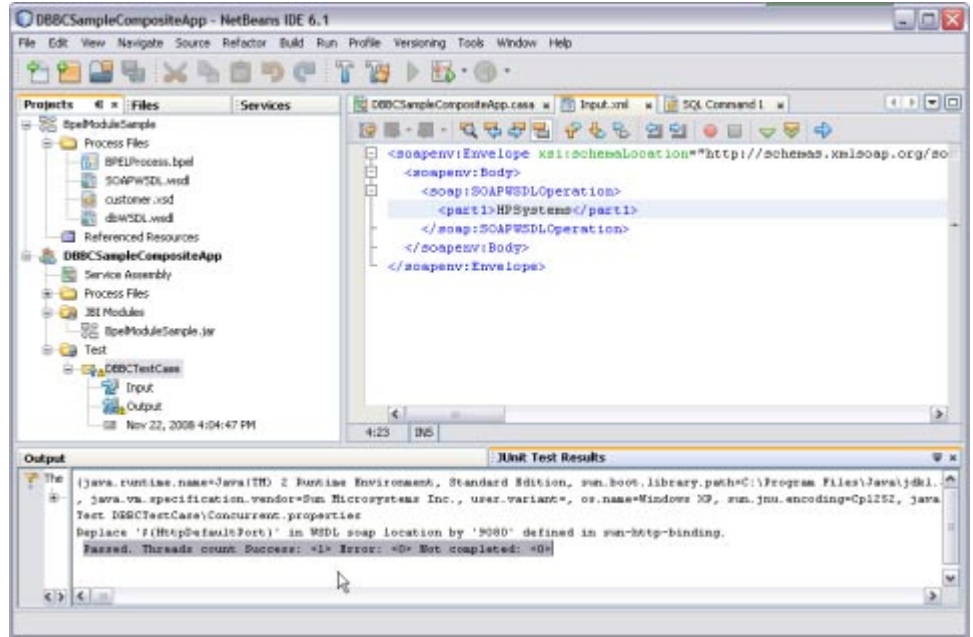 DBBCSampleCompositeApp - NetBeans IDE 6.1
File Edit View Navigate Source Refactor Build Run Profile Versioning Tools Window Help
Projects Files Services
DBBCSampleCompositeApp.casa Input.xml SQL Command 1
BpelModuleSample
Process Files
BPELProcess.bpel
SOAPWSDL.wsdl
customer.xsd
dbWSDL.wsdl
Referenced Resources
DBBCSampleCompositeApp
Service Assembly
Process Files
JBI Modules
BpelModuleSample.jar
Test
DBBCTestCase
Input
Output
Nov 22, 2008 4:04:47 PM
<soapenv:Envelope xsi:schemaLocation="http://schemas.xmlsoap.org/so
<soapenv:Body>
<soap:SOAPWSDLOperation>
<part1>HPSystems</part1>
</soap:SOAPWSDLOperation>
</soapenv:Body>
</soapenv:Envelope>
4:23 INS
Output JUnit Test Results
The
{java.runtime.name=Java(TM) 2 Runtime Environment, Standard Edition, sun.boot.library.path=C:\Program Files\Java\jdk1.
, java.vm.specification.vendor=Sun Microsystems Inc., user.variant=, os.name=Windows XP, sun.jnu.encoding=Cp1252, java
Test DBBCTestCase\Concurrent.properties
Replace '${HttpDefaultPort}' in WSDL soap location by '9080' defined in sun-http-binding.
Passed. Threads count Success: <1> Error: <0> Not completed: <0>